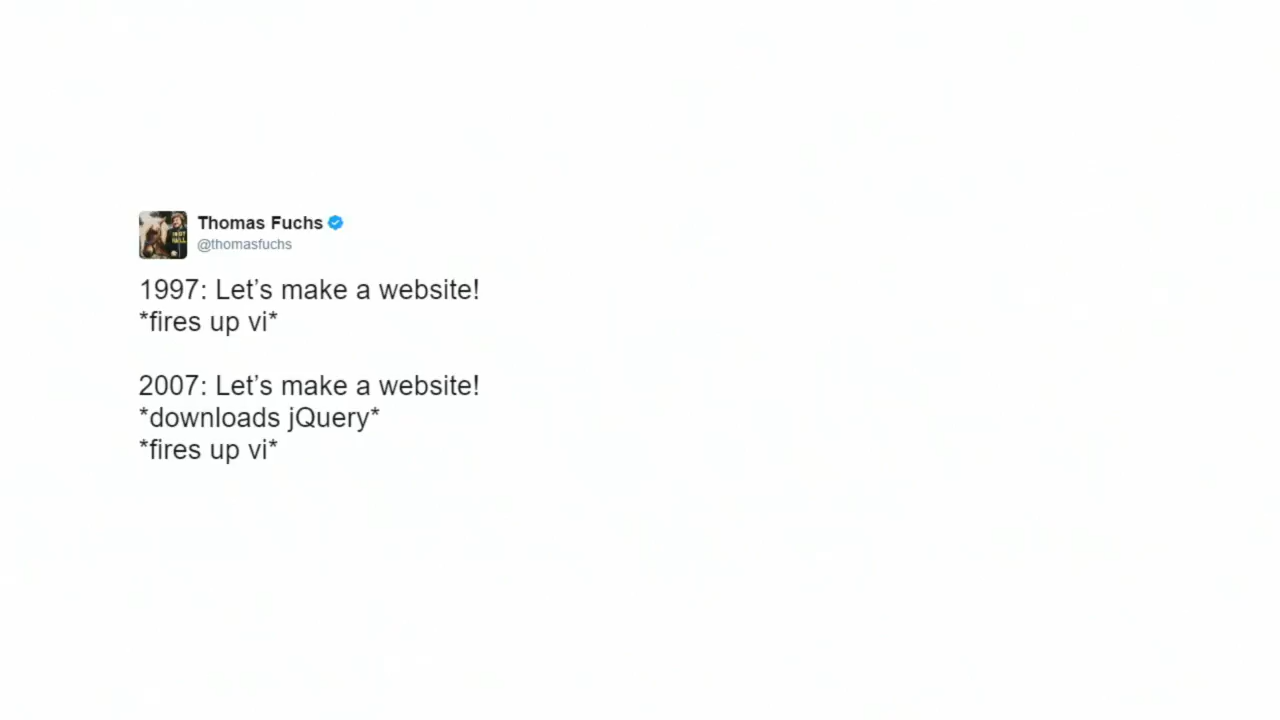 Thomas Fuchs
@thomasfuchs
1997: Let’s make a website!
*fires up vi*
2007: Let’s make a website!
*downloads jQuery*
*fires up vi*